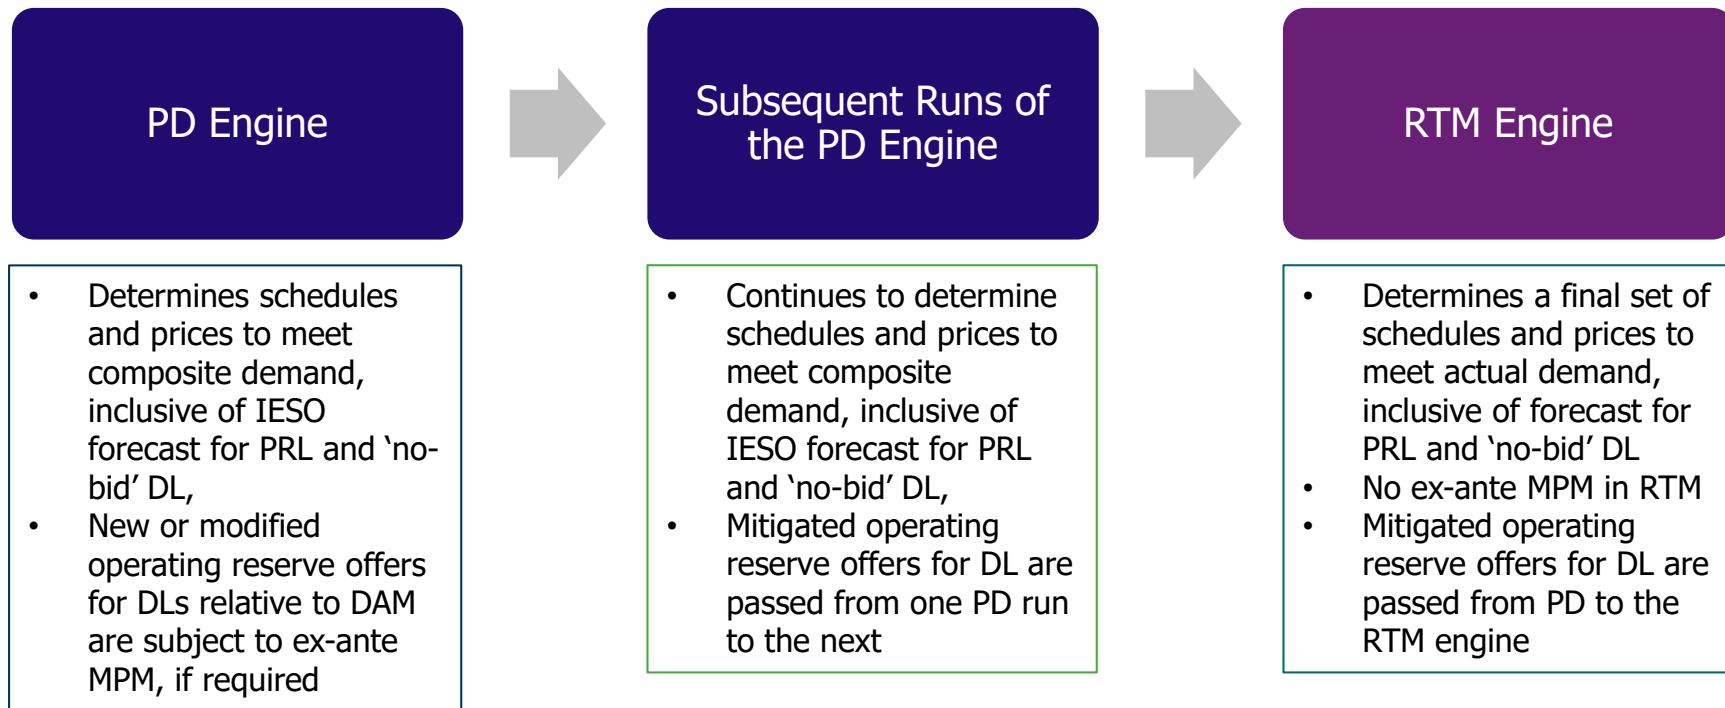 PD Engine
Subsequent Runs of
the PD Engine
RTM Engine
• Determines schedules
and prices to meet
composite demand,
inclusive of IESO
forecast for PRL and ‘no-
bid’ DL,
• New or modified
operating reserve offers
for DLs relative to DAM
are subject to ex-ante
MPM, if required
• Continues to determine
schedules and prices to
meet composite
demand, inclusive of
IESO forecast for PRL
and ‘no-bid’ DL,
• Mitigated operating
reserve offers for DL are
passed from one PD run
to the next
• Determines a final set of
schedules and prices to
meet actual demand,
inclusive of forecast for
PRL and ‘no-bid’ DL
• No ex-ante MPM in RTM
• Mitigated operating
reserve offers for DL are
passed from PD to the
RTM engine